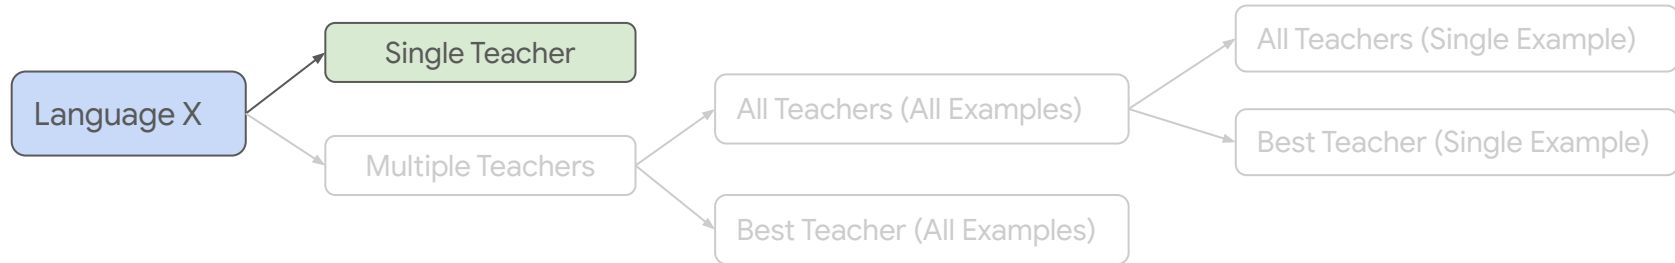 Language X
Single Teacher
Multiple Teachers
All Teachers (All Examples)
Best Teacher (All Examples)
All Teachers (Single Example)
Best Teacher (Single Example)